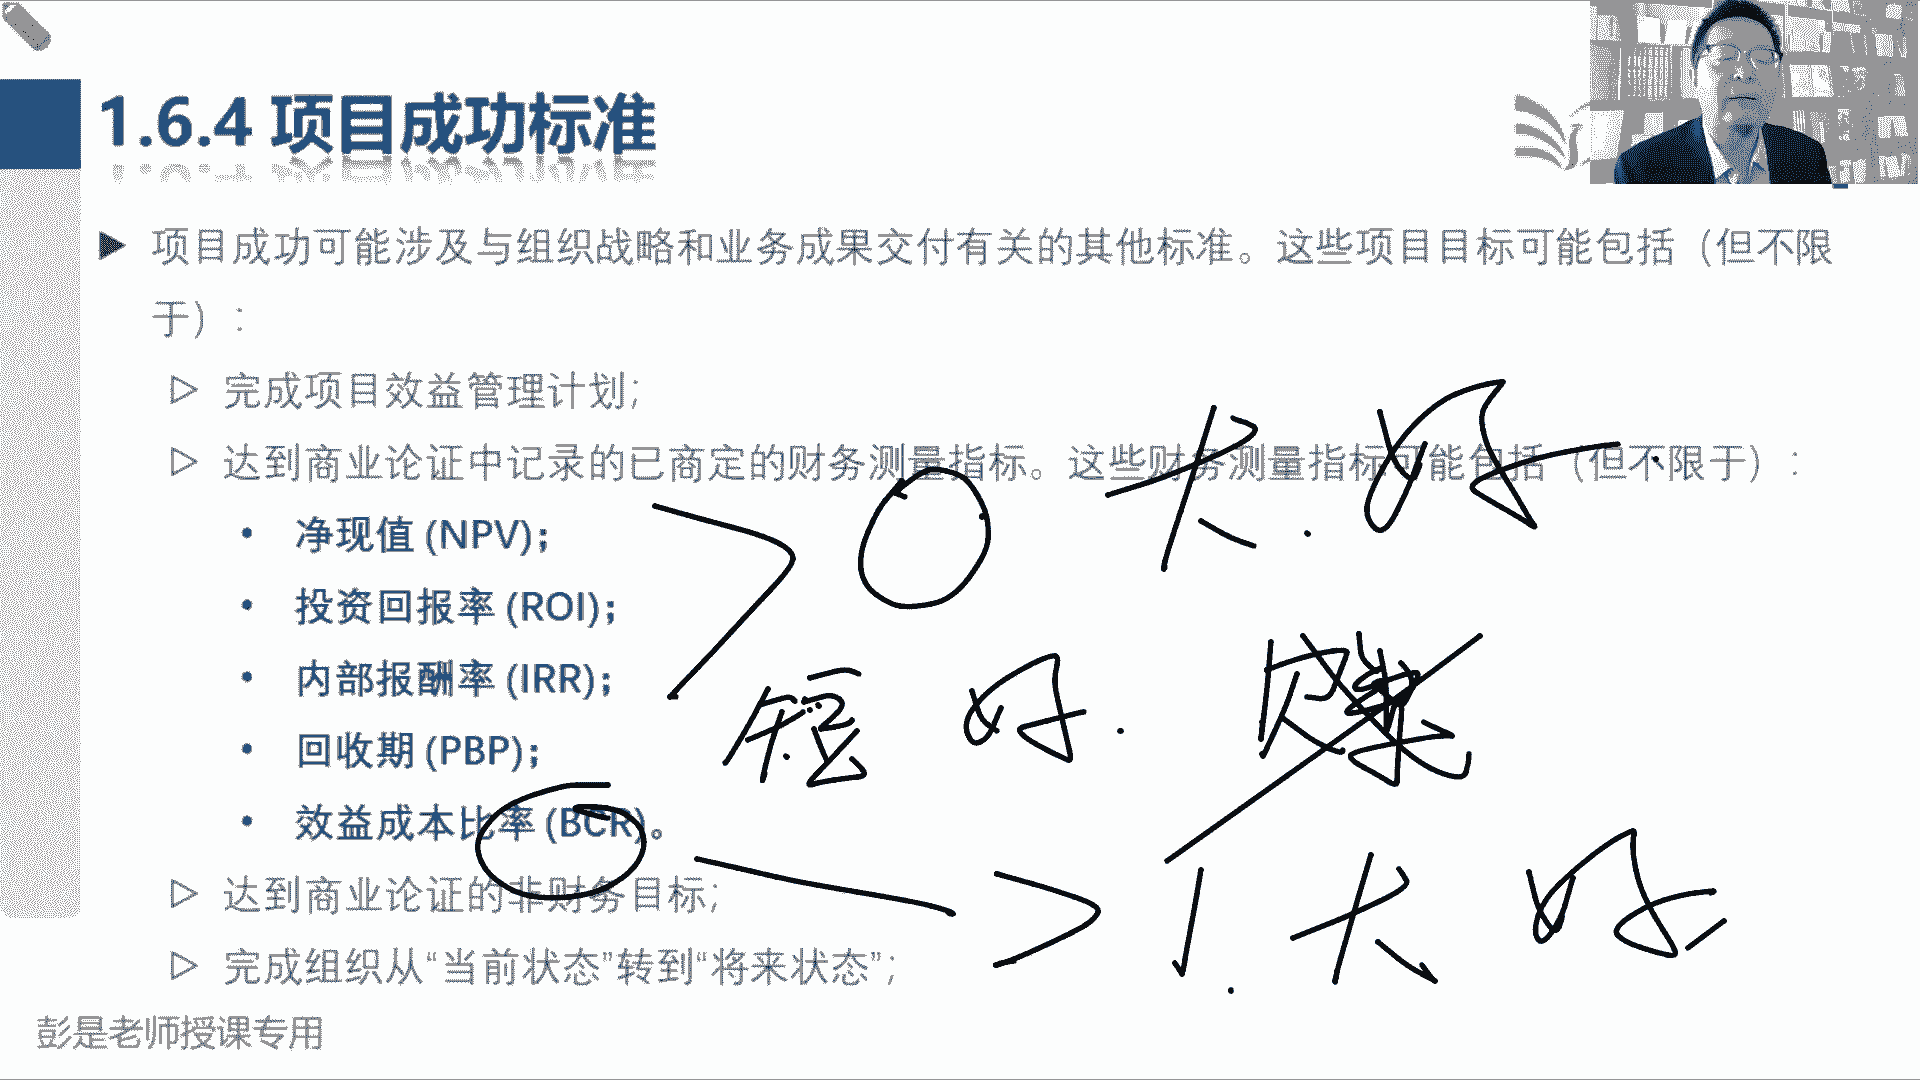 1.6.4 项目成功标准
项目成功可能涉及与组织战略和业务成果交付有关的其他标准。这些项目目标可能包括（但不限
于）：
完成项目效益管理计划；
达到商业论证中记录的已商定的财务测量指标。这些财务测量指标可能包括（但不限于）：
净现值 (NPV)；
> 0 大.好
投资回报率 (ROI)；
内部报酬率 (IRR)；
短 好.
回收期 (PBP)；
效益成本比率 (BCR)。
> 1. 大 好
达到商业论证的非财务目标；
完成组织从“当前状态”转到“将来状态”；
彭是老师授课专用